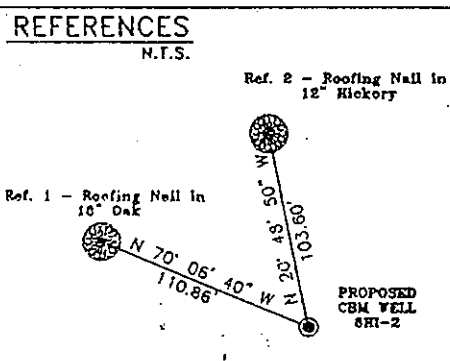 REFERENCES
N.T.S.
Ref. 2 - Roofing Nail in
12" Hickory
Ref. 1 - Roofing Nail in
18" Oak
N 70° 06' 40" W
110.86'
N 20° 48' 50" W
103.60'
PROPOSED
CBM WELL
SHI-2